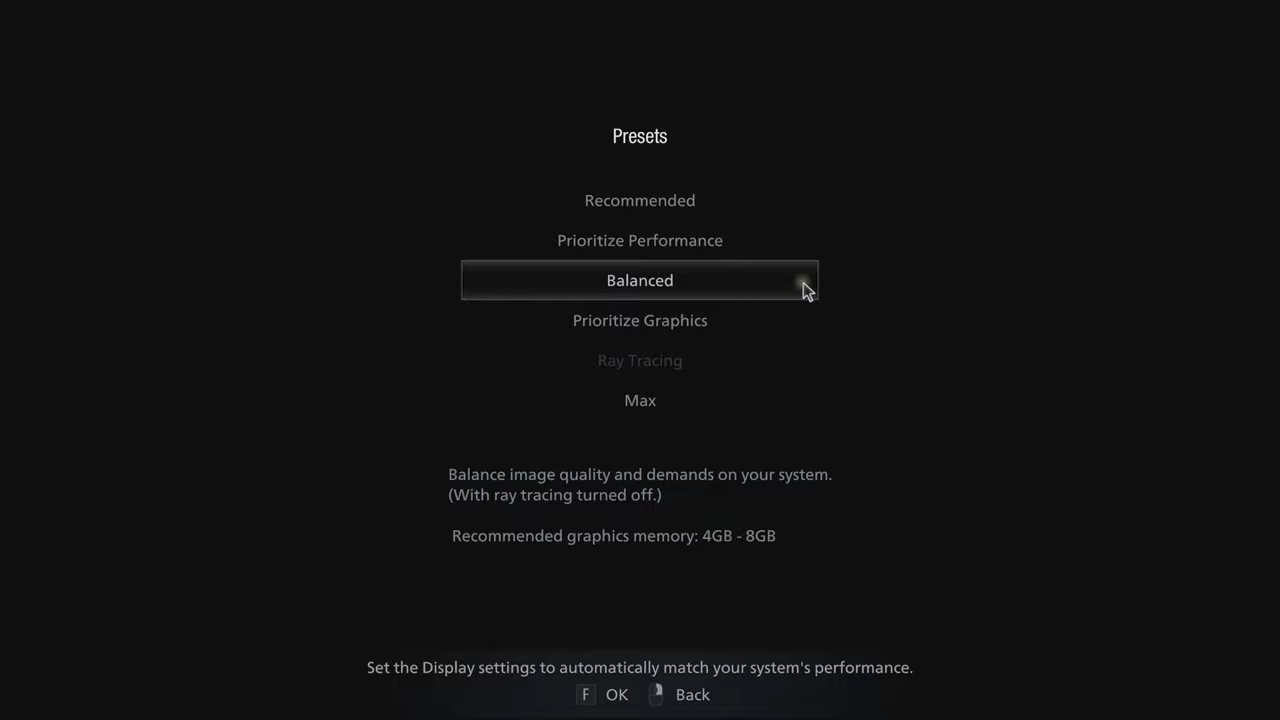 Presets
Recommended
Prioritize Performance
Balanced
Prioritize Graphics
Ray Tracing
Max
Balance image quality and demands on your system.
(With ray tracing turned off.)
Recommended graphics memory: 4GB - 8GB
Set the Display settings to automatically match your system's performance.
F OK Back